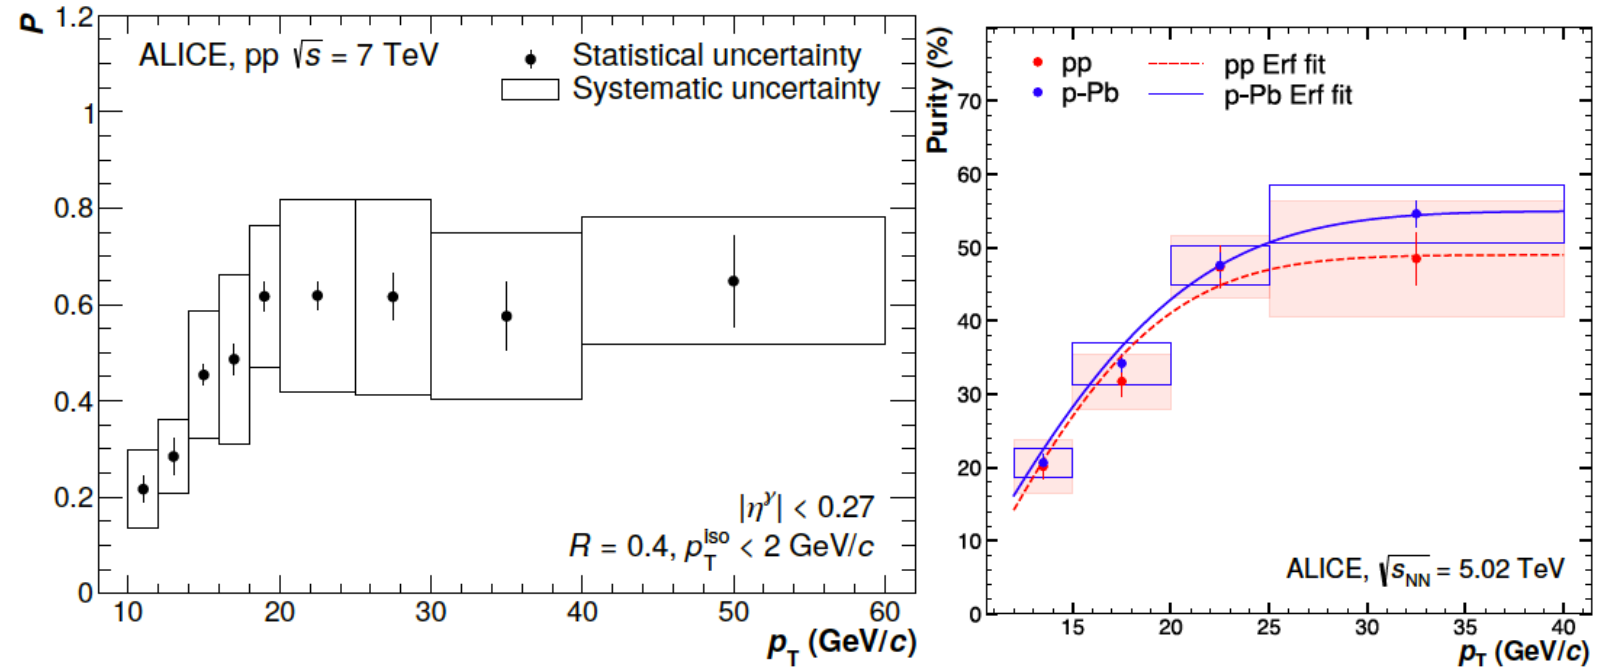 P
1.2
1
0.8
0.6
0.4
0.2
0
ALICE, pp √s = 7 TeV
Statistical uncertainty
Systematic uncertainty
|η^γ| < 0.27
R = 0.4, p_T^iso < 2 GeV/c
10 20 30 40 50 60
p_T (GeV/c)
Purity (%)
70
60
50
40
30
20
10
0
pp
p-Pb
pp Erf fit
p-Pb Erf fit
ALICE, √s_NN = 5.02 TeV
15 20 25 30 35 40
p_T (GeV/c)